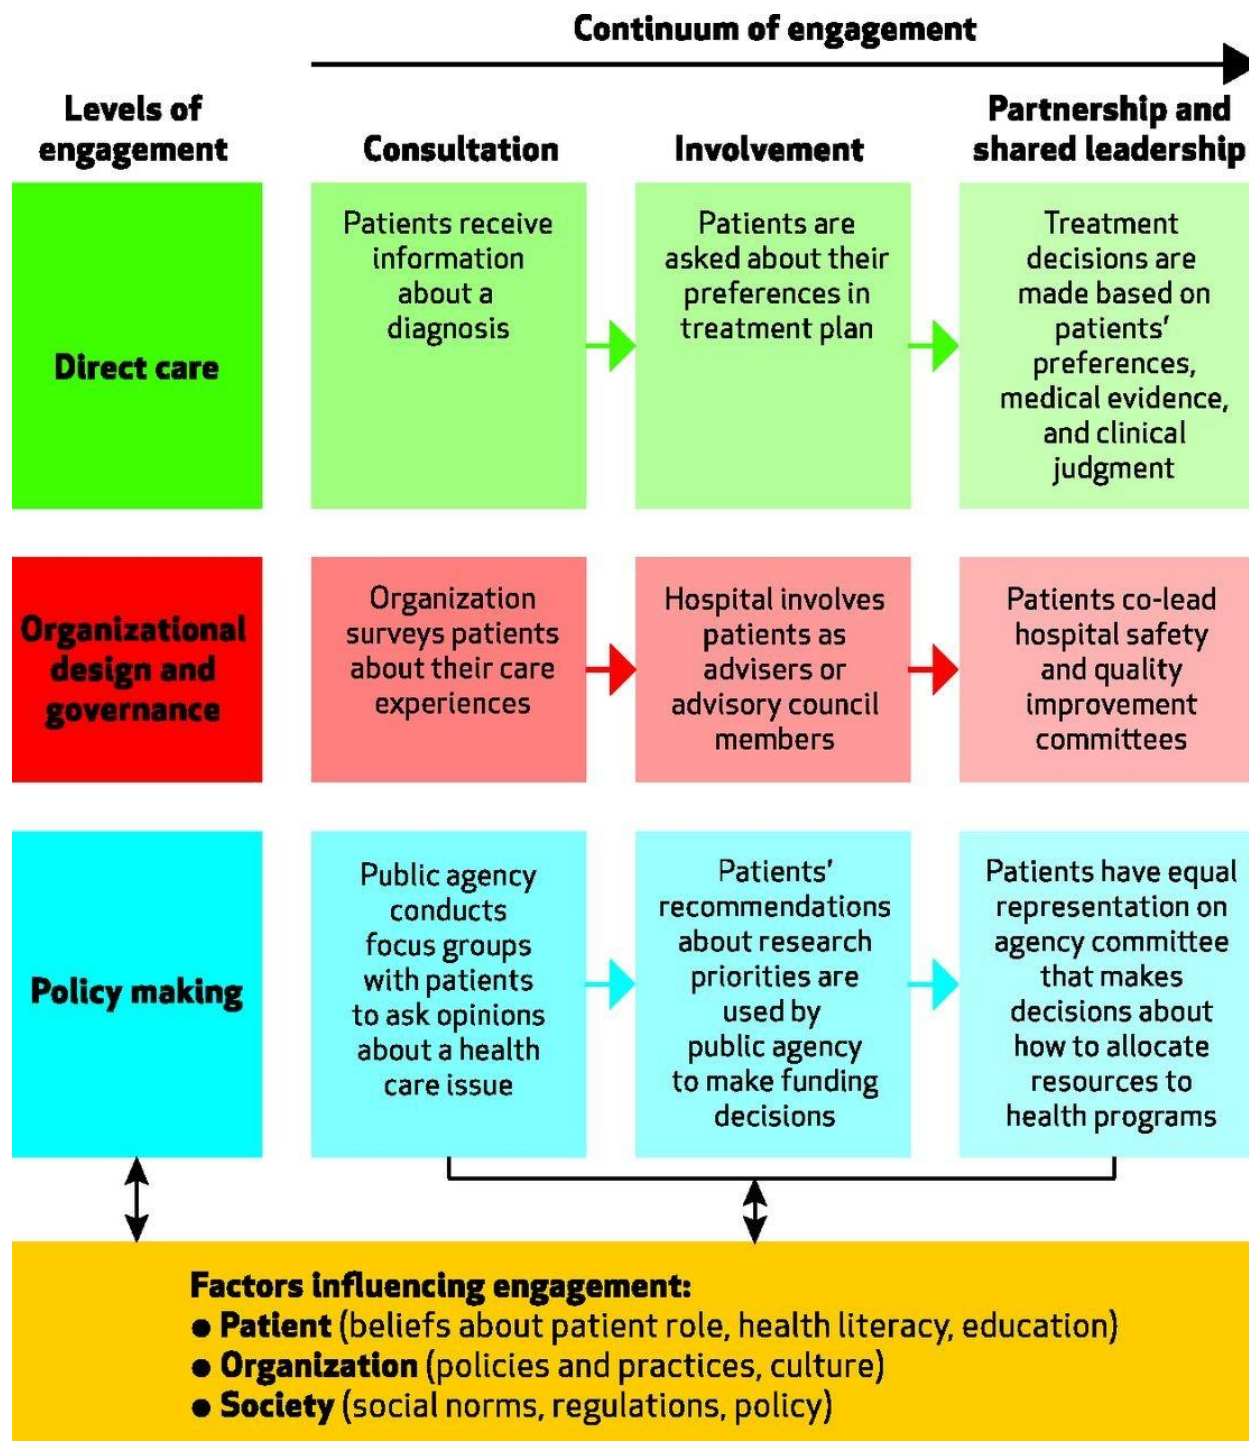 Continuum of engagement
Levels of
engagement
Consultation
Involvement
Partnership and
shared leadership
Direct care
Patients receive
information
about a
diagnosis
Patients are
asked about their
preferences in
treatment plan
Treatment
decisions are
made based on
patients’
preferences,
medical evidence,
and clinical
judgment
Organizational
design and
governance
Organization
surveys patients
about their care
experiences
Hospital involves
patients as
advisers or
advisory council
members
Patients co-lead
hospital safety
and quality
improvement
committees
Policy making
Public agency
conducts
focus groups
with patients
to ask opinions
about a health
care issue
Patients’
recommendations
about research
priorities are
used by
public agency
to make funding
decisions
Patients have equal
representation on
agency committee
that makes
decisions about
how to allocate
resources to
health programs
Factors influencing engagement:
● Patient (beliefs about patient role, health literacy, education)
● Organization (policies and practices, culture)
● Society (social norms, regulations, policy)